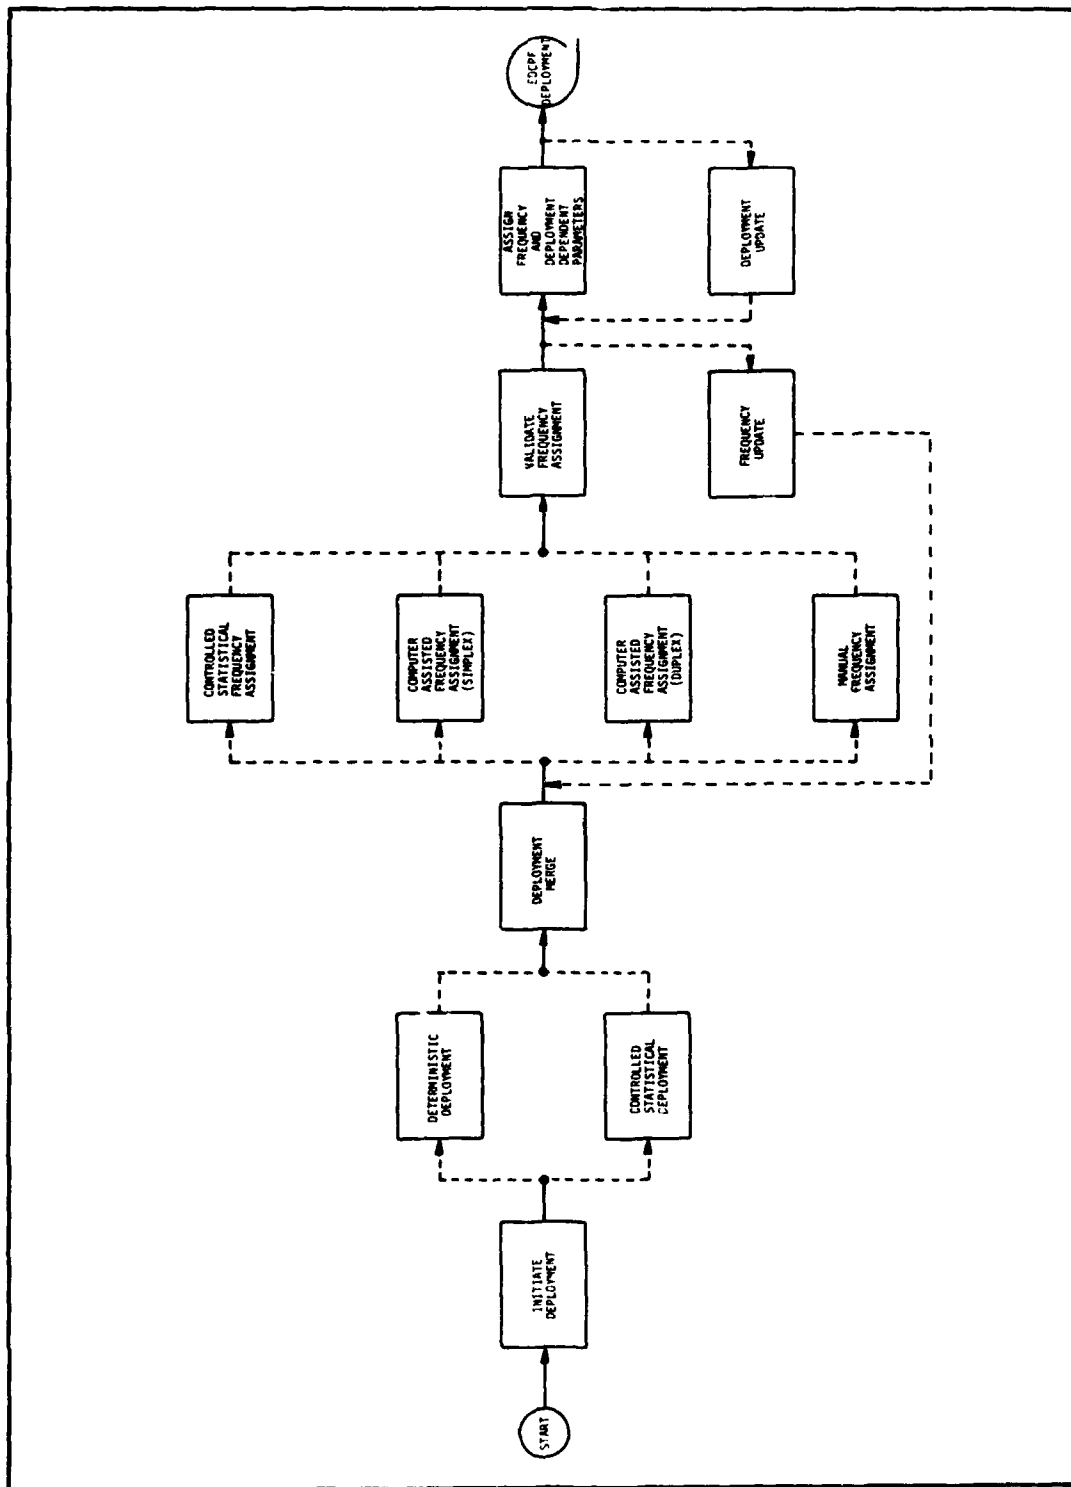 START
INITIATE
DEPLOYMENT
DETERMINISTIC
DEPLOYMENT
CONTROLLED
STATISTICAL
DEPLOYMENT
DEPLOYMENT
MERGE
CONTROLLED
STATISTICAL
FREQUENCY
ASSIGNMENT
COMPUTER
ASSISTED
FREQUENCY
ASSIGNMENT
(SIMPLEX)
COMPUTER
ASSISTED
FREQUENCY
ASSIGNMENT
(DUPLEX)
MANUAL
FREQUENCY
ASSIGNMENT
VALIDATE
FREQUENCY
ASSIGNMENT
FREQUENCY
UPDATE
ASSIGN
FREQUENCY
AND
DEPLOYMENT
DEPENDENT
PARAMETERS
DEPLOYMENT
UPDATE
EDCPF
DEPLOYMENT